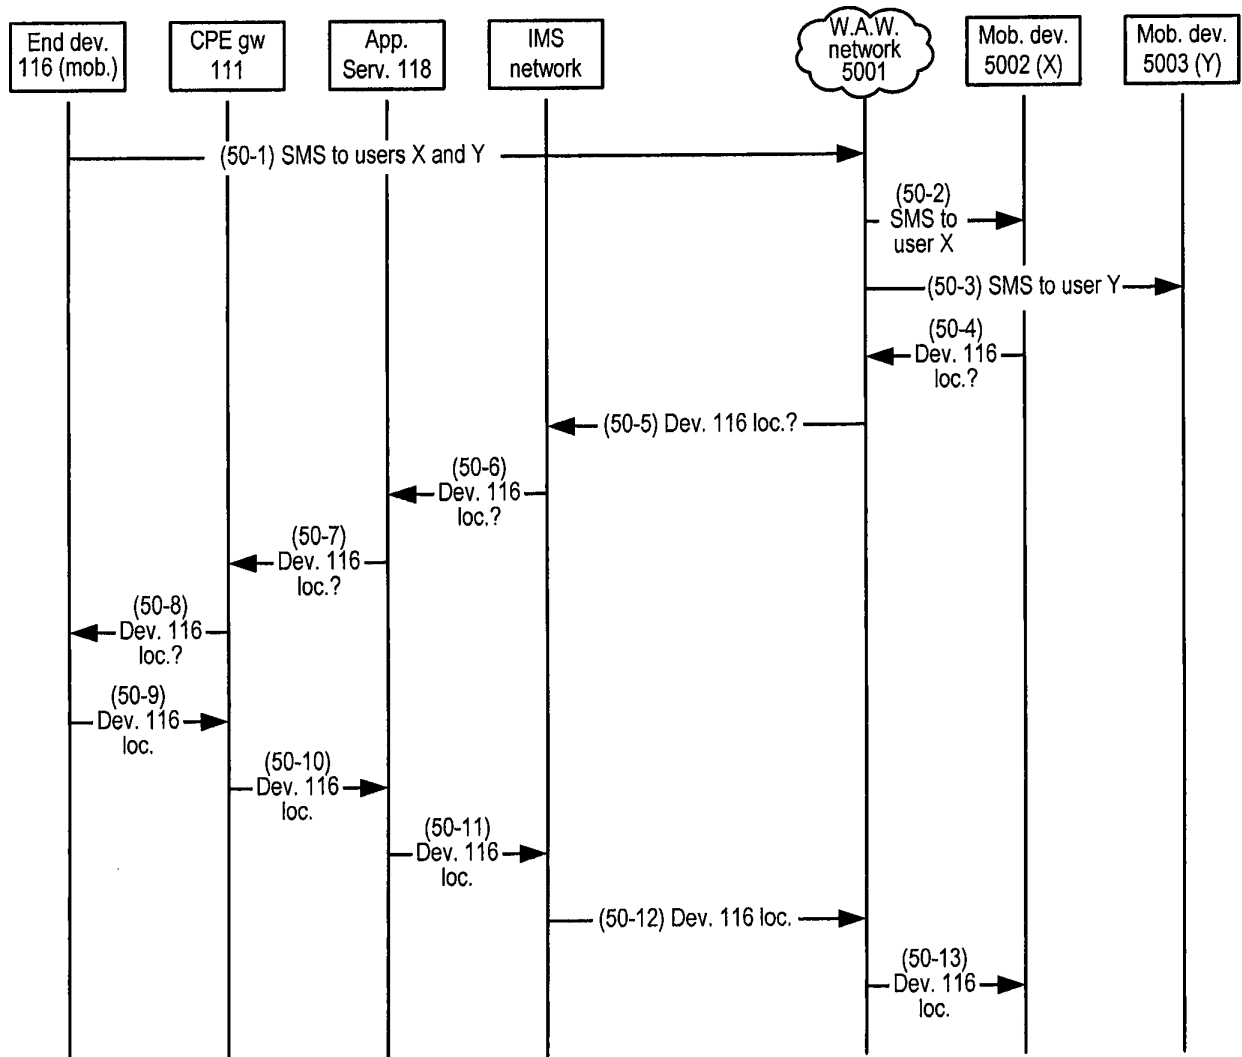 End dev.
116 (mob.)
CPE gw
111
App.
Serv. 118
IMS
network
W.A.W.
network
5001
Mob. dev.
5002 (X)
Mob. dev.
5003 (Y)
(50-1) SMS to users X and Y
(50-2)
SMS to
user X
(50-3) SMS to user Y
(50-4)
Dev. 116
loc.?
(50-5) Dev. 116 loc.?
(50-6)
Dev. 116
loc.?
(50-7)
Dev. 116
loc.?
(50-8)
Dev. 116
loc.?
(50-9)
Dev. 116
loc.
(50-10)
Dev. 116
loc.
(50-11)
Dev. 116
loc.
(50-12) Dev. 116 loc.
(50-13)
Dev. 116
loc.